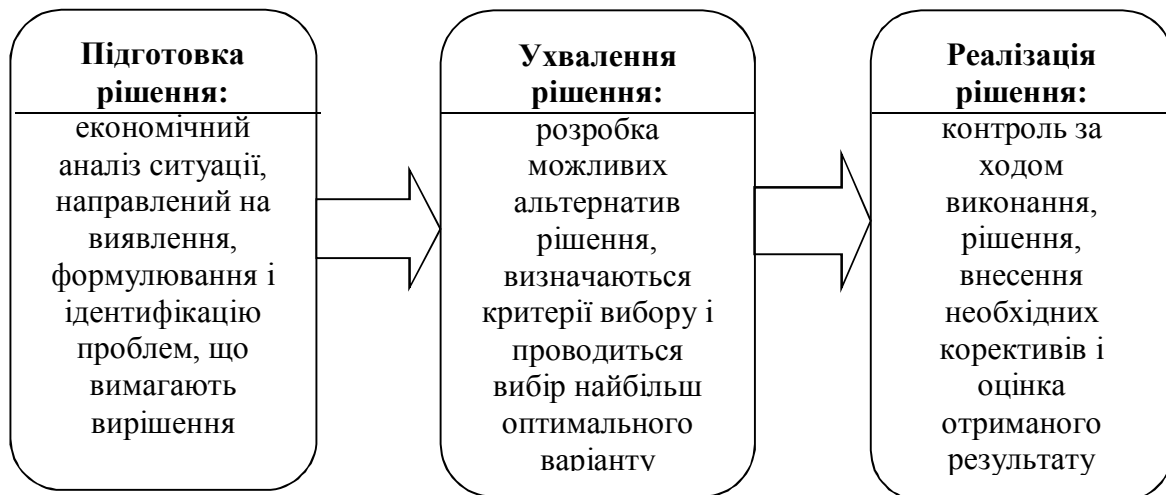 Підготовка
рішення:
економічний
аналіз ситуації,
направлений на
виявлення,
формулювання і
ідентифікацію
проблем, що
вимагають
вирішення
Ухвалення
рішення:
розробка
можливих
альтернатив
рішення,
визначаються
критерії вибору і
проводиться
вибір найбільш
оптимального
варіанту
Реалізація
рішення:
контроль за
ходом
виконання,
рішення,
внесення
необхідних
корективів і
оцінка
отриманого
результату